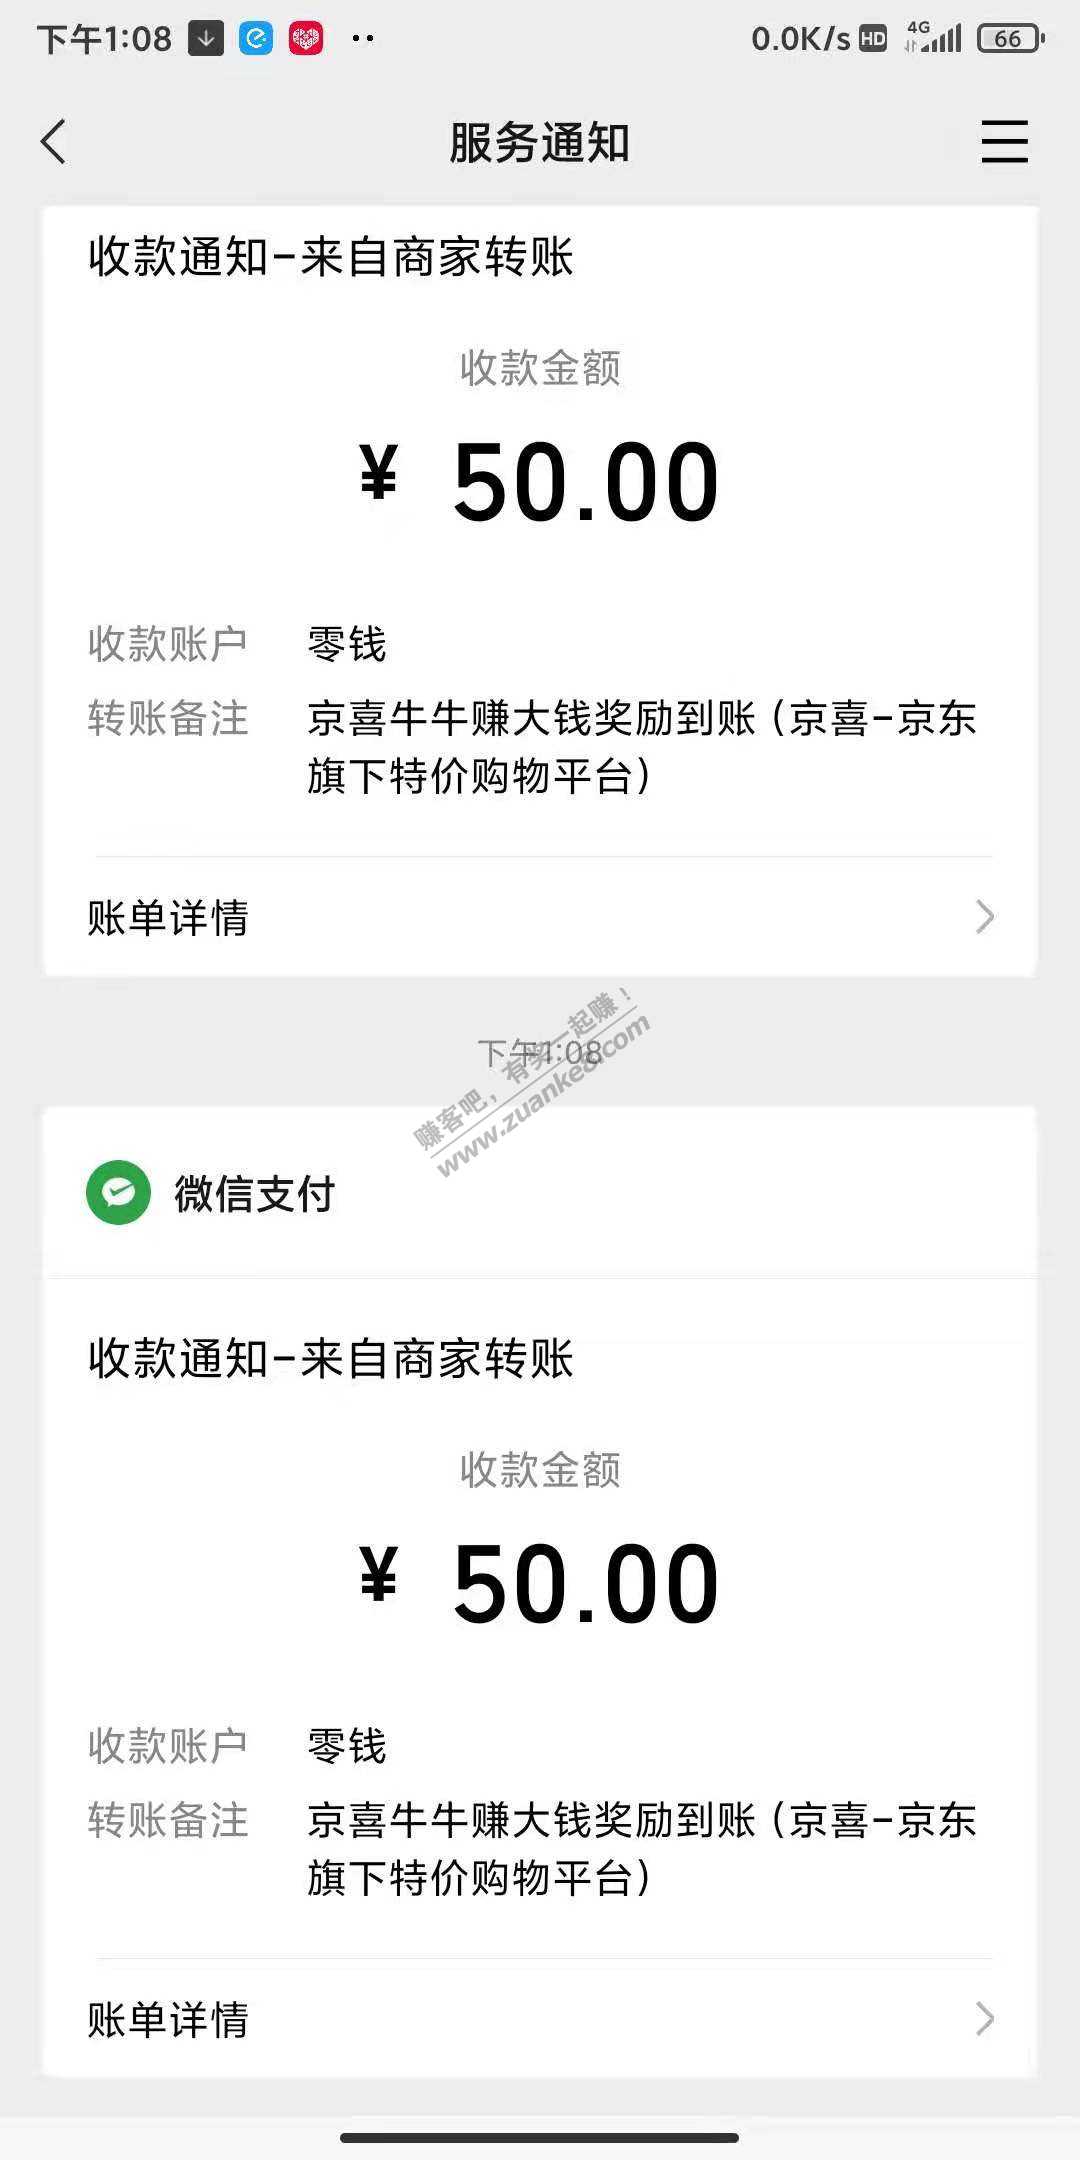 下午1:08
0.0K/s HD 4G 66
服务通知
收款通知-来自商家转账
收款金额
¥ 50.00
收款账户 零钱
转账备注 京喜牛牛赚大钱奖励到账（京喜-京东
旗下特价购物平台）
账单详情
下午1:08
赚客吧，有奖一起赚！
www.zuanke8.com
微信支付
收款通知-来自商家转账
收款金额
¥ 50.00
收款账户 零钱
转账备注 京喜牛牛赚大钱奖励到账（京喜-京东
旗下特价购物平台）
账单详情